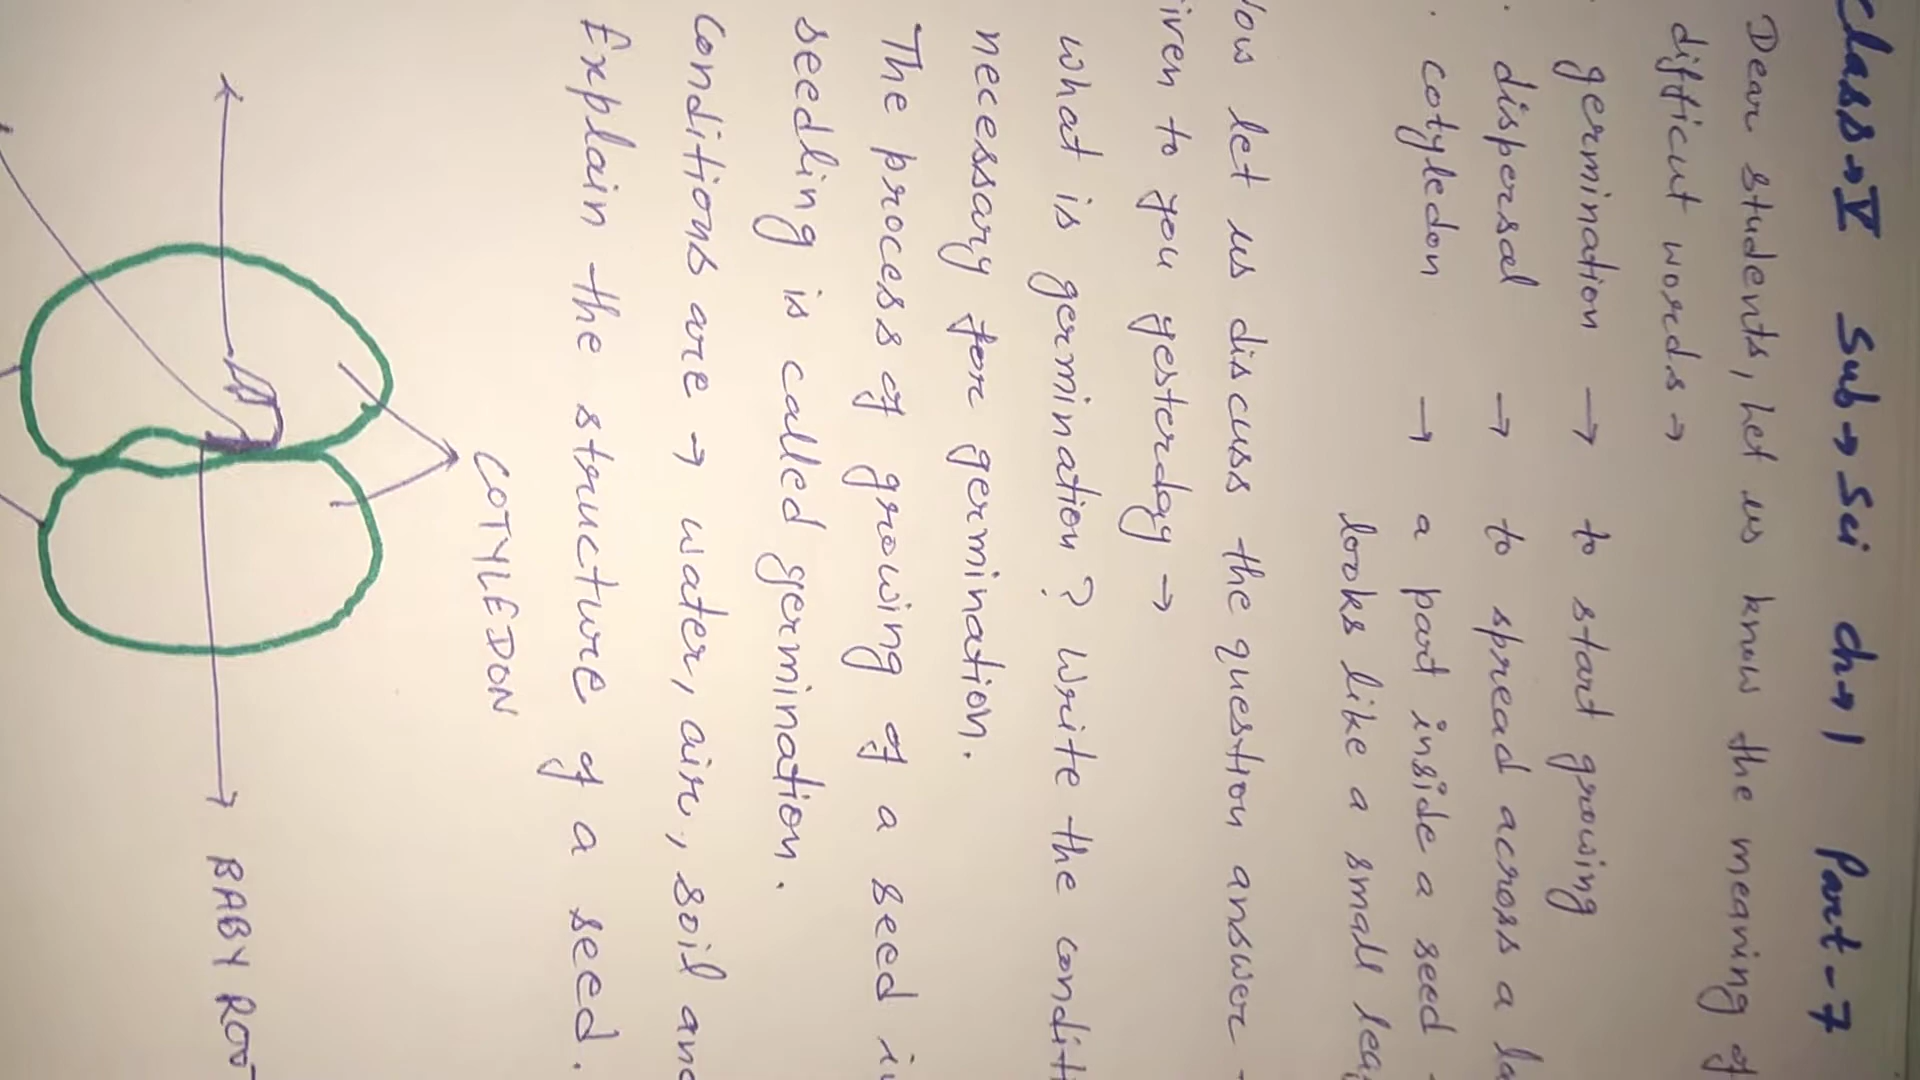 Class→V Sub→Sci ch→1 Part-7
Dear students, Let us know the meaning of
difficult words→
germination → to start growing
dispersal → to spread across a
cotyledon → a part inside a seed
looks like a small
let us discuss the question answer
to you yesterday →
what is germination? write the
necessary for germination.
The process of growing of a seed
seedling is called germination.
Conditions are → water, air, soil
Explain the structure of a seed.
COTYLEDON
BABY ROOT